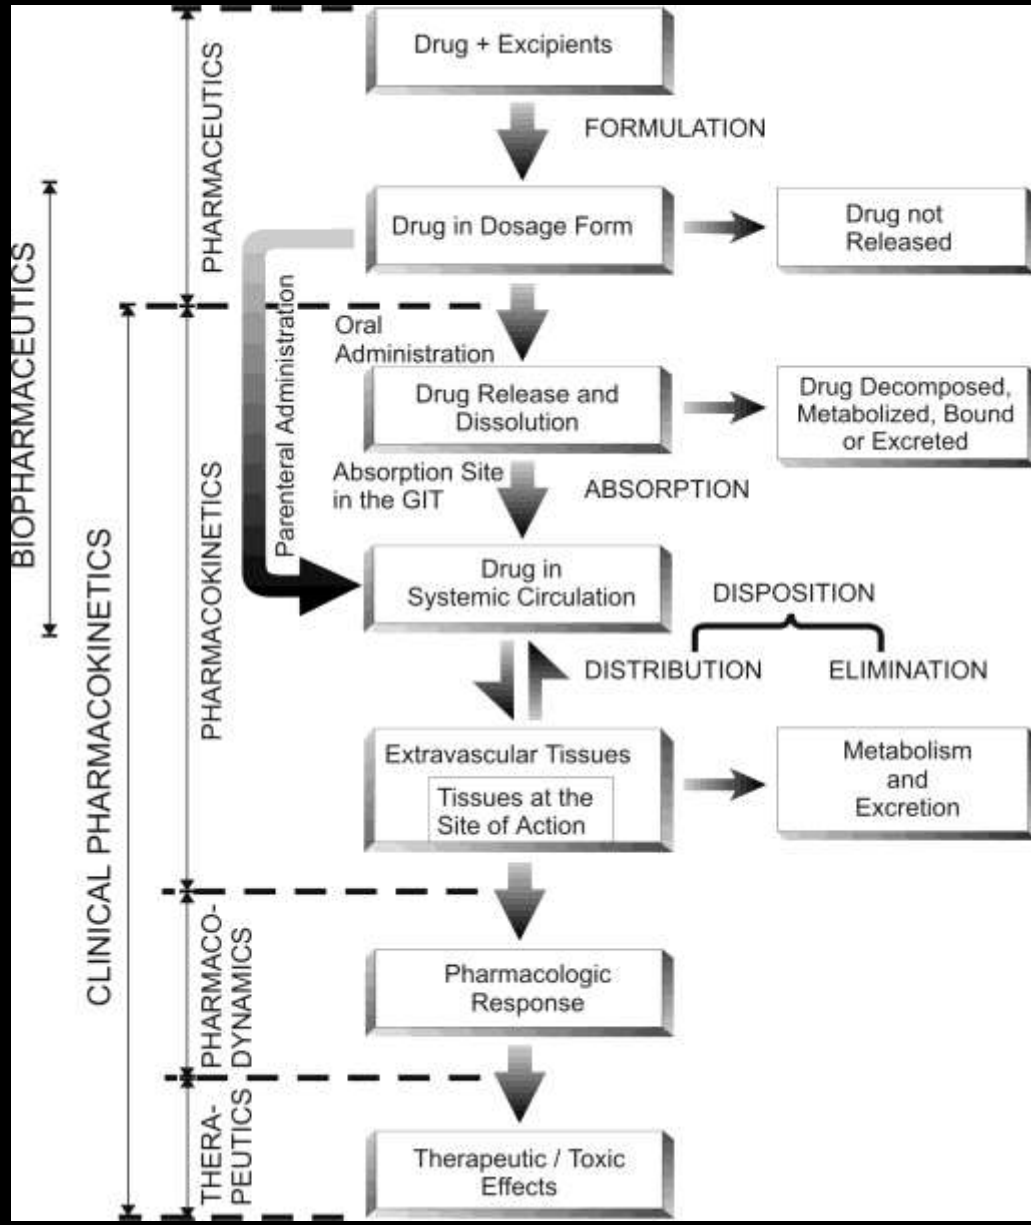 Drug + Excipients
FORMULATION
Drug in Dosage Form
Drug not
Released
Oral
Administration
Parenteral Administration
Drug Release and
Dissolution
Drug Decomposed,
Metabolized, Bound
or Excreted
Absorption Site
in the GIT
ABSORPTION
Drug in
Systemic Circulation
DISPOSITION
DISTRIBUTION
ELIMINATION
Extravascular Tissues
Tissues at the
Site of Action
Metabolism
and
Excretion
Pharmacologic
Response
Therapeutic / Toxic
Effects
BIOPHARMACEUTICS
CLINICAL PHARMACOKINETICS
PHARMACEUTICS
PHARMACOKINETICS
PHARMACO-
DYNAMICS
THERA-
PEUTICS